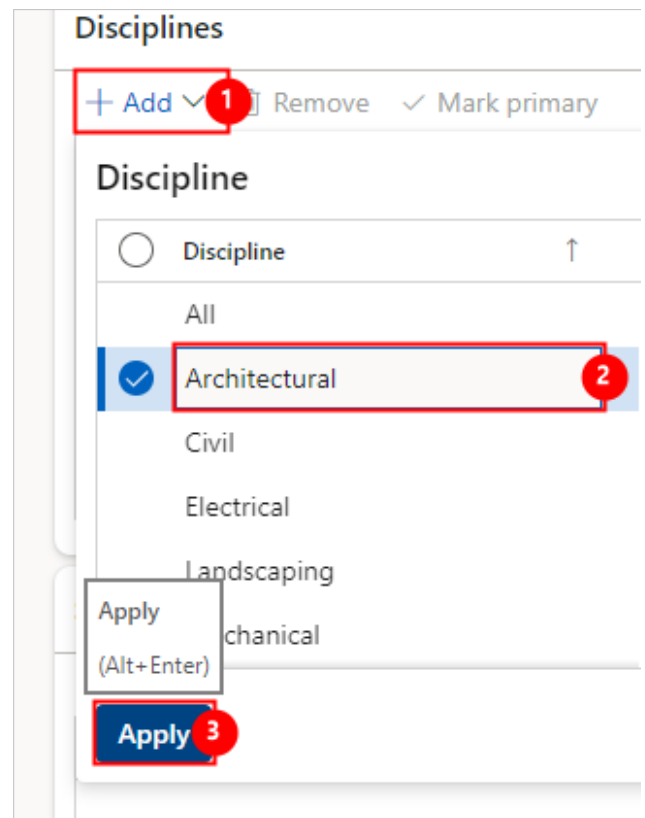 Disciplines
+ Add 1 Remove ✓ Mark primary
Discipline
Discipline ↑
All
Architectural 2
Civil
Electrical
Landscaping
Apply
chanical
(Alt+Enter)
Apply 3